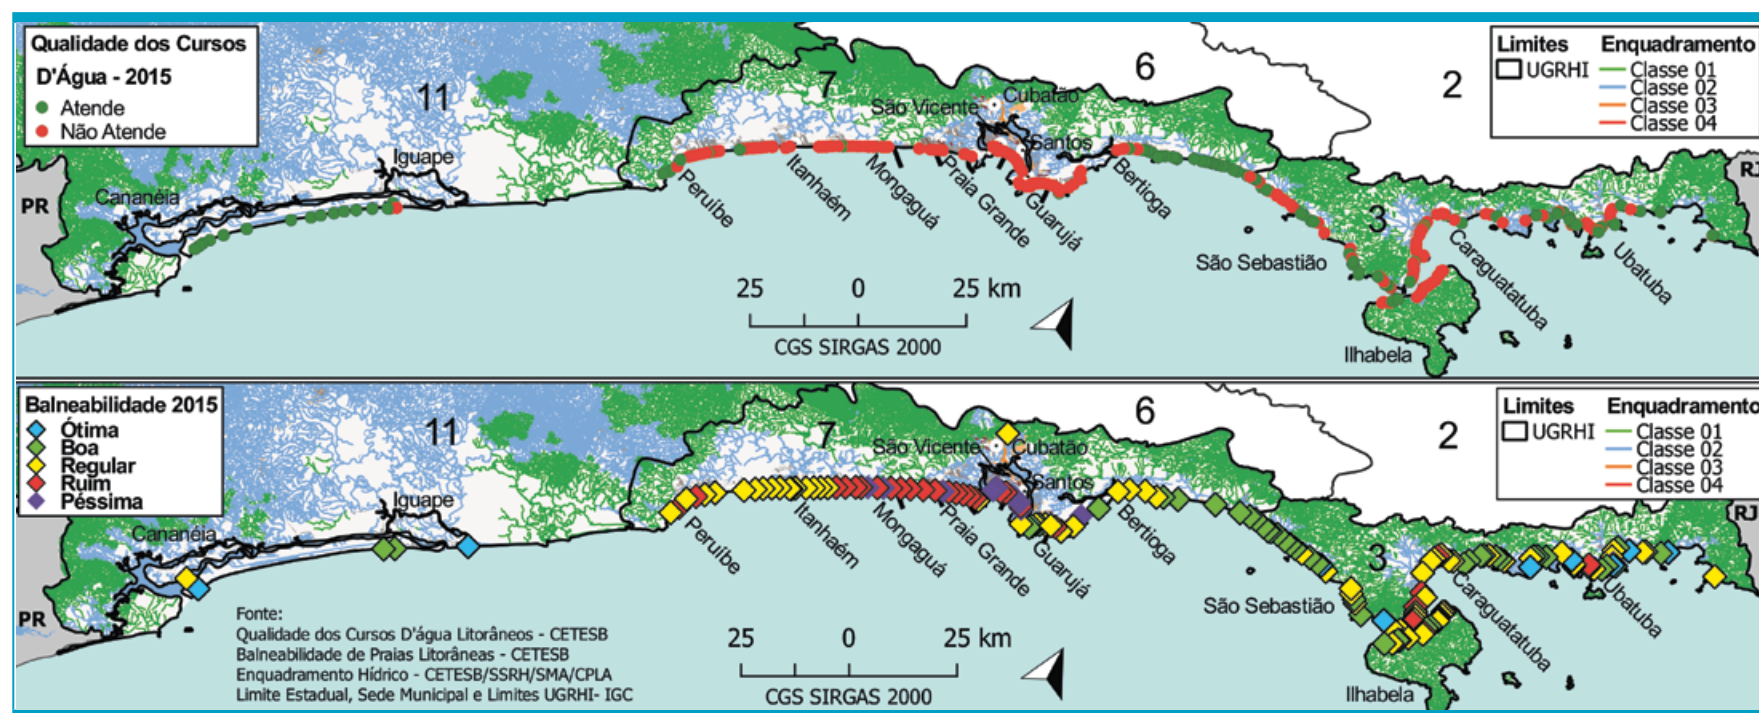 Qualidade dos Cursos
D'Água - 2015
Atende
Não Atende
Limites
UGRHI
Enquadramento
Classe 01
Classe 02
Classe 03
Classe 04
11
7
6
2
3
PR
RJ
Cananéia
Iguape
Peruíbe
Itanhaém
Mongaguá
Praia Grande
São Vicente
Cubatão
Santos
Guarujá
Bertioga
São Sebastião
Caraguatatuba
Ubatuba
Ilhabela
25 0 25 km
CGS SIRGAS 2000
Balneabilidade 2015
Ótima
Boa
Regular
Ruim
Péssima
Limites
UGRHI
Enquadramento
Classe 01
Classe 02
Classe 03
Classe 04
11
7
6
2
3
PR
RJ
Cananéia
Iguape
Peruíbe
Itanhaém
Mongaguá
Praia Grande
São Vicente
Cubatão
Santos
Guarujá
Bertioga
São Sebastião
Caraguatatuba
Ubatuba
Ilhabela
Fonte:
Qualidade dos Cursos D'água Litorâneos - CETESB
Balneabilidade de Praias Litorâneas - CETESB
Enquadramento Hídrico - CETESB/SSRH/SMA/CPLA
Limite Estadual, Sede Municipal e Limites UGRHI- IGC
25 0 25 km
CGS SIRGAS 2000